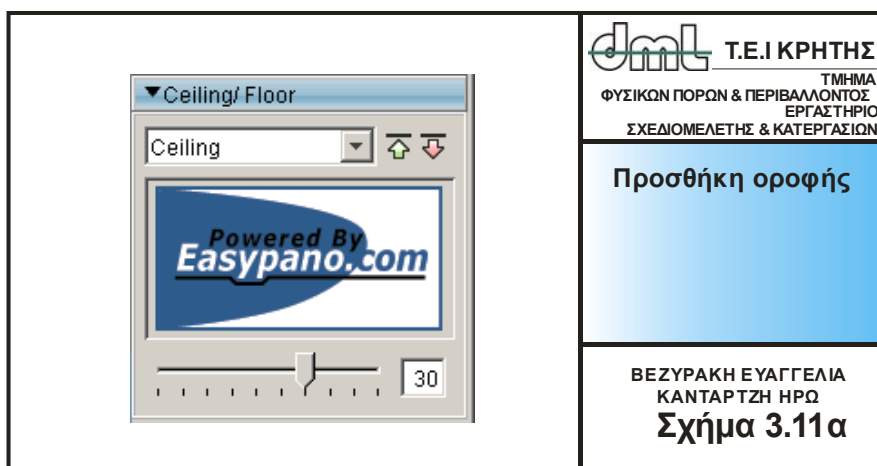 Ceiling/ Floor
Ceiling
Powered By
Easypano.com
30
dml Τ.Ε.Ι ΚΡΗΤΗΣ
ΤΜΗΜΑ
ΦΥΣΙΚΩΝ ΠΟΡΩΝ & ΠΕΡΙΒΑΛΛΟΝΤΟΣ
ΕΡΓΑΣΤΗΡΙΟ
ΣΧΕΔΙΟΜΕΛΕΤΗΣ & ΚΑΤΕΡΓΑΣΙΩΝ
Προσθήκη οροφής
ΒΕΖΥΡΑΚΗ ΕΥΑΓΓΕΛΙΑ
ΚΑΝΤΑΡΤΖΗ ΗΡΩ
Σχήμα 3.11α